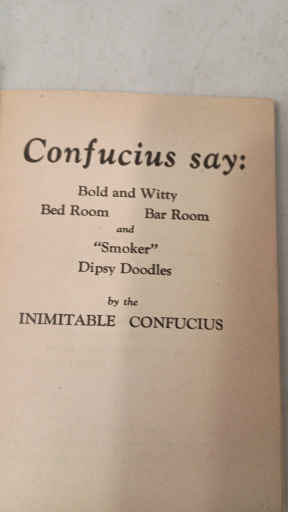 Confucius say:
Bold and Witty
Bed Room Bar Room
and
"Smoker"
Dipsy Doodles
by the
INIMITABLE CONFUCIUS